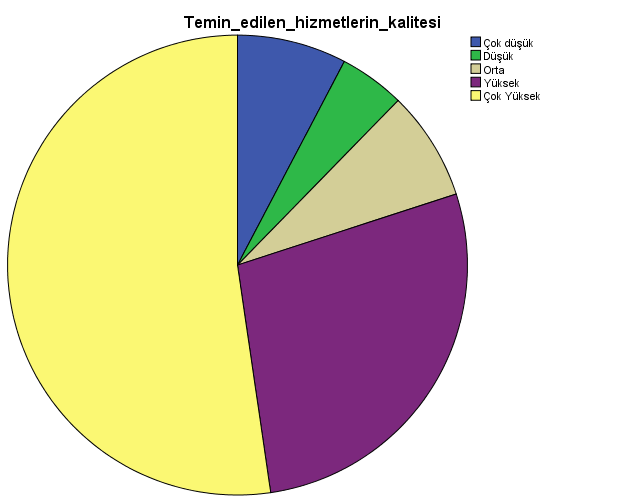 Temin_edilen_hizmetlerin_kalitesi
Çok düşük
Düşük
Orta
Yüksek
Çok Yüksek